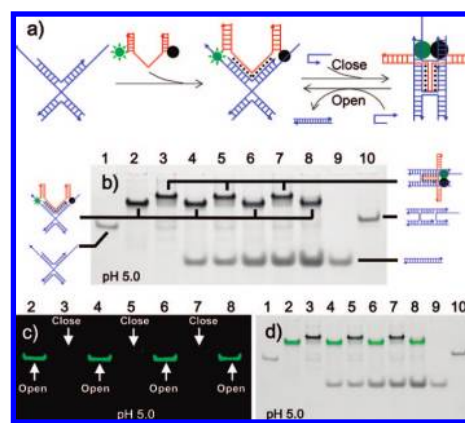 a)
Close
Open
1 2 3 4 5 6 7 8 9 10
b)
pH 5.0
2 3 4 5 6 7 8
Close Close Close
c)
Open Open Open Open
pH 5.0
1 2 3 4 5 6 7 8 9 10
d)
pH 5.0